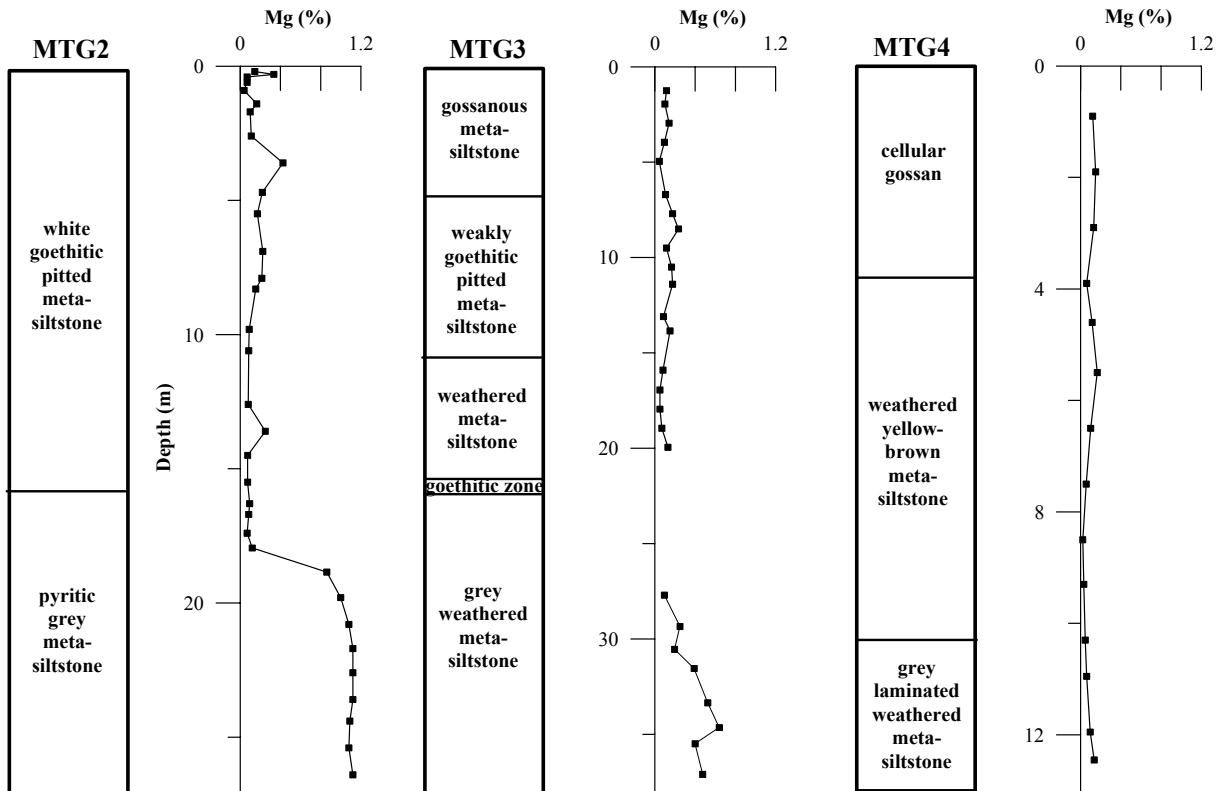 Mg (%)
0 1.2
MTG2
white
goethitic
pitted
meta-
siltstone
pyritic
grey
meta-
siltstone
0
10
20
Depth (m)
Mg (%)
0 1.2
MTG3
gossanous
meta-
siltstone
weakly
goethitic
pitted
meta-
siltstone
weathered
meta-
siltstone
goethitic zone
grey
weathered
meta-
siltstone
0
10
20
30
Mg (%)
0 1.2
MTG4
cellular
gossan
weathered
yellow-
brown
meta-
siltstone
grey
laminated
weathered
meta-
siltstone
0
4
8
12